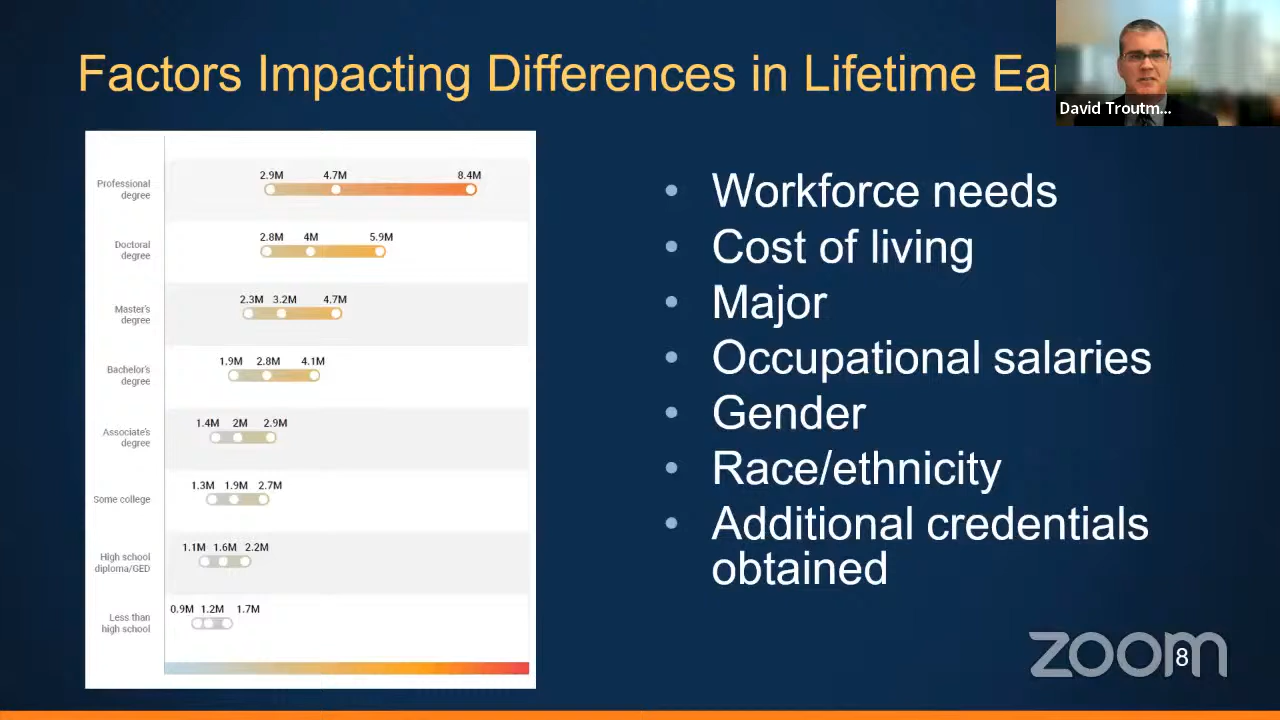 Factors Impacting Differences in Lifetime Ea
David Troutm...
2.9M 4.7M 8.4M
Professional
degree
2.8M 4M 5.9M
Doctoral
degree
2.3M 3.2M 4.7M
Master's
degree
1.9M 2.8M 4.1M
Bachelor's
degree
1.4M 2M 2.9M
Associate's
degree
1.3M 1.9M 2.7M
Some college
1.1M 1.6M 2.2M
High school
diploma/GED
0.9M 1.2M 1.7M
Less than
high school
• Workforce needs
• Cost of living
• Major
• Occupational salaries
• Gender
• Race/ethnicity
• Additional credentials
obtained
zoom
8